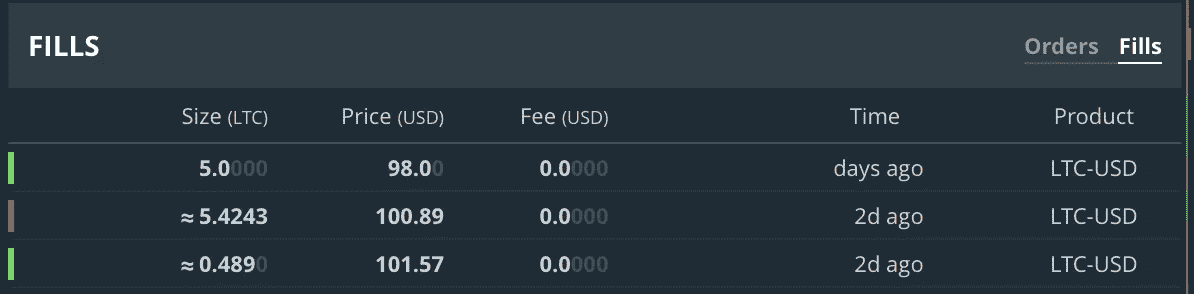 FILLS Orders Fills
Size (LTC) Price (USD) Fee (USD) Time Product
5.0000 98.00 0.0000 days ago LTC-USD
≈ 5.4243 100.89 0.0000 2d ago LTC-USD
≈ 0.4890 101.57 0.0000 2d ago LTC-USD